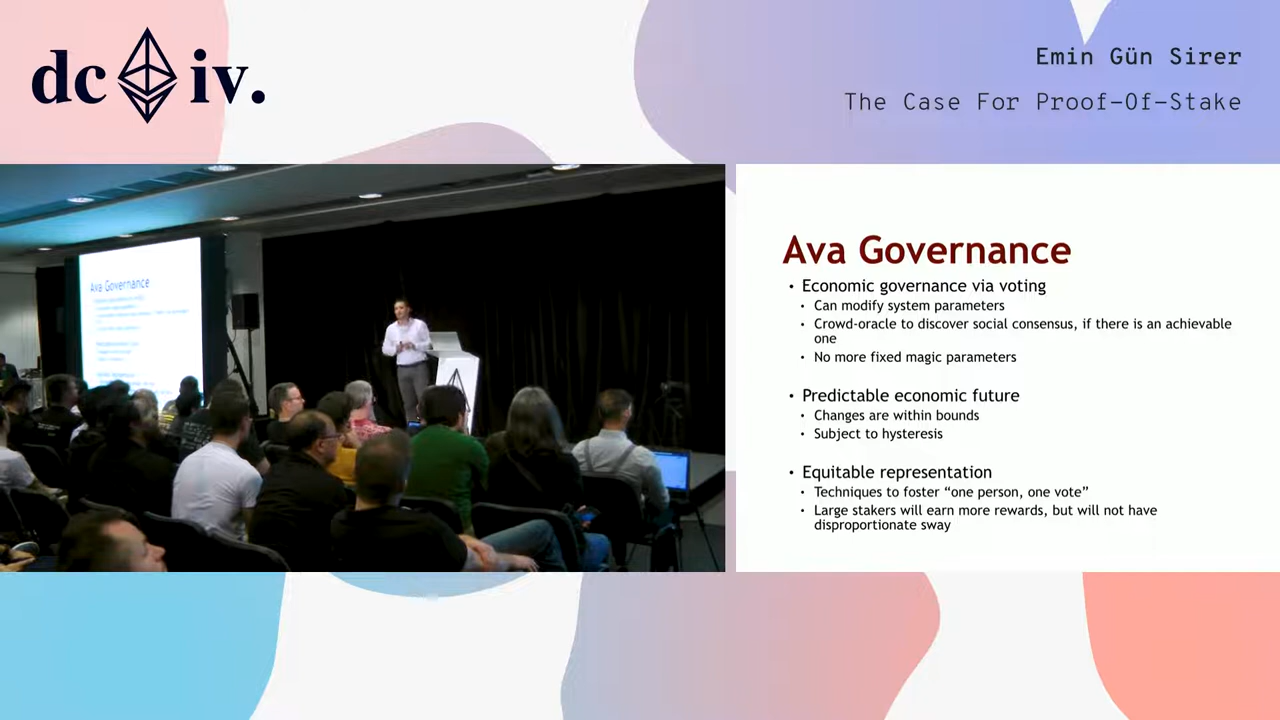 dc iv.
Emin Gün Sirer
The Case For Proof-Of-Stake
Ava Governance
Ava Governance
• Economic governance via voting
• Can modify system parameters
• Crowd-oracle to discover social consensus, if there is an achievable
one
• No more fixed magic parameters
• Predictable economic future
• Changes are within bounds
• Subject to hysteresis
• Equitable representation
• Techniques to foster “one person, one vote”
• Large stakers will earn more rewards, but will not have
disproportionate sway